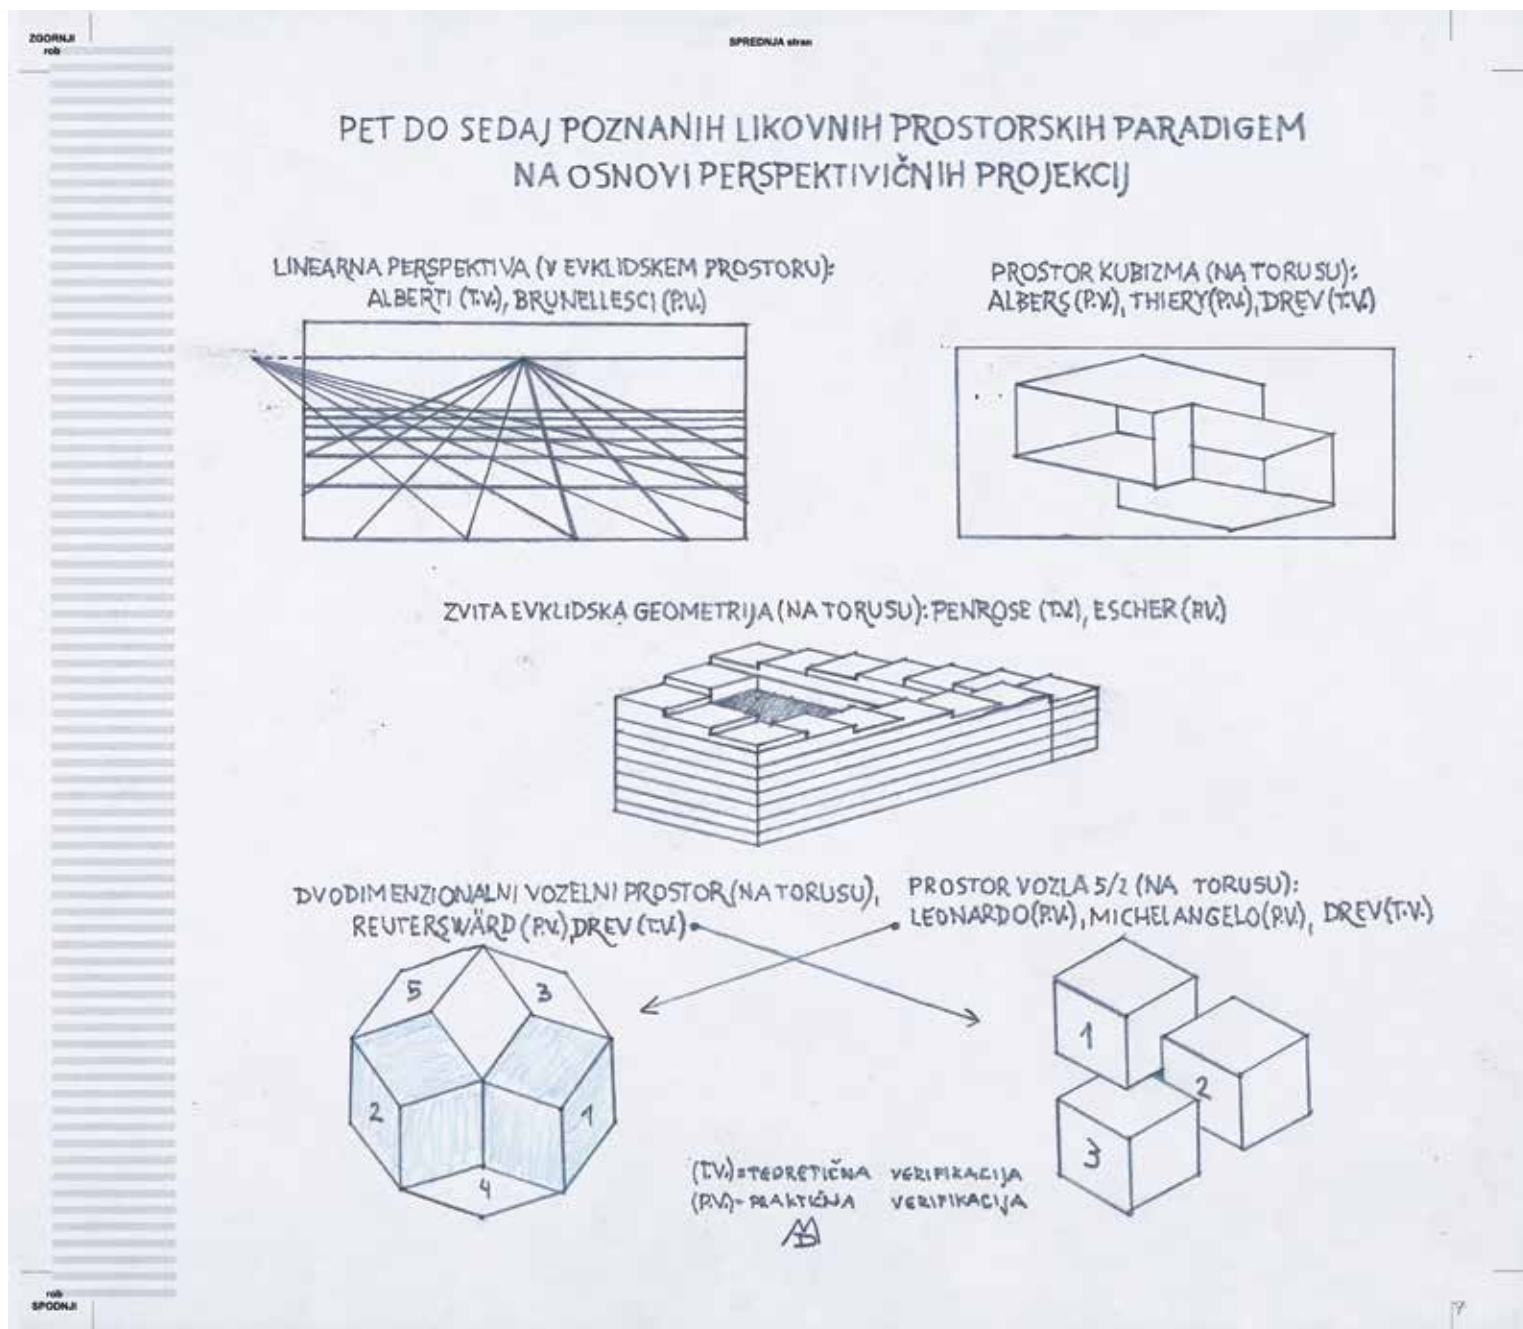 ZGORNJI
rob
SPREDNJA stran
PET DO SEDAJ POZNANIH LIKOVNIH PROSTORSKIH PARADIGEM
NA OSNOVI PERSPEKTIVIČNIH PROJEKCIJ
LINEARNA PERSPEKTIVA (V EVKLIDSKEM PROSTORU):
ALBERTI (T.V.), BRUNELLESCI (P.V.)
PROSTOR KUBIZMA (NA TORUSU):
ALBERS (P.V.), THIERY (P.V.), DREV (T.V.)
ZVITA EVKLIDSKA GEOMETRIJA (NA TORUSU): PENROSE (T.V.), ESCHER (P.V.)
DVODIMENZIONALNI VOZELNI PROSTOR (NA TORUSU),
REUTERSWÄRD (P.V.), DREV (T.V.)
PROSTOR VOZLA 5/2 (NA TORUSU):
LEONARDO (P.V.), MICHELANGELO (P.V.), DREV (T.V.)
5
3
2
1
4
1
2
3
(T.V.) = TEORETIČNA VERIFIKACIJA
(P.V.) - PRAKTIČNA VERIFIKACIJA
rob
SPODNJI
7